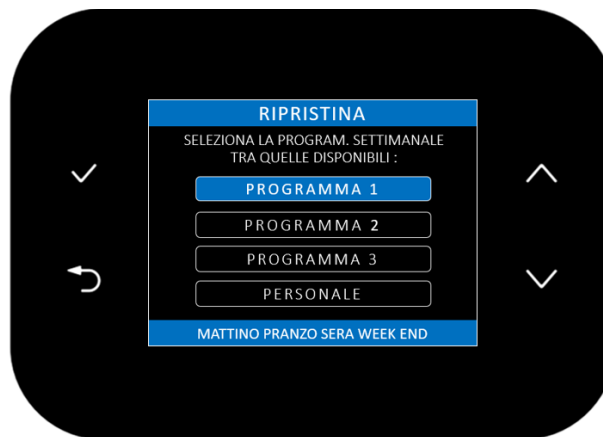 RIPRISTINA
SELEZIONA LA PROGRAM. SETTIMANALE
TRA QUELLE DISPONIBILI :
PROGRAMMA 1
PROGRAMMA 2
PROGRAMMA 3
PERSONALE
MATTINO PRANZO SERA WEEK END